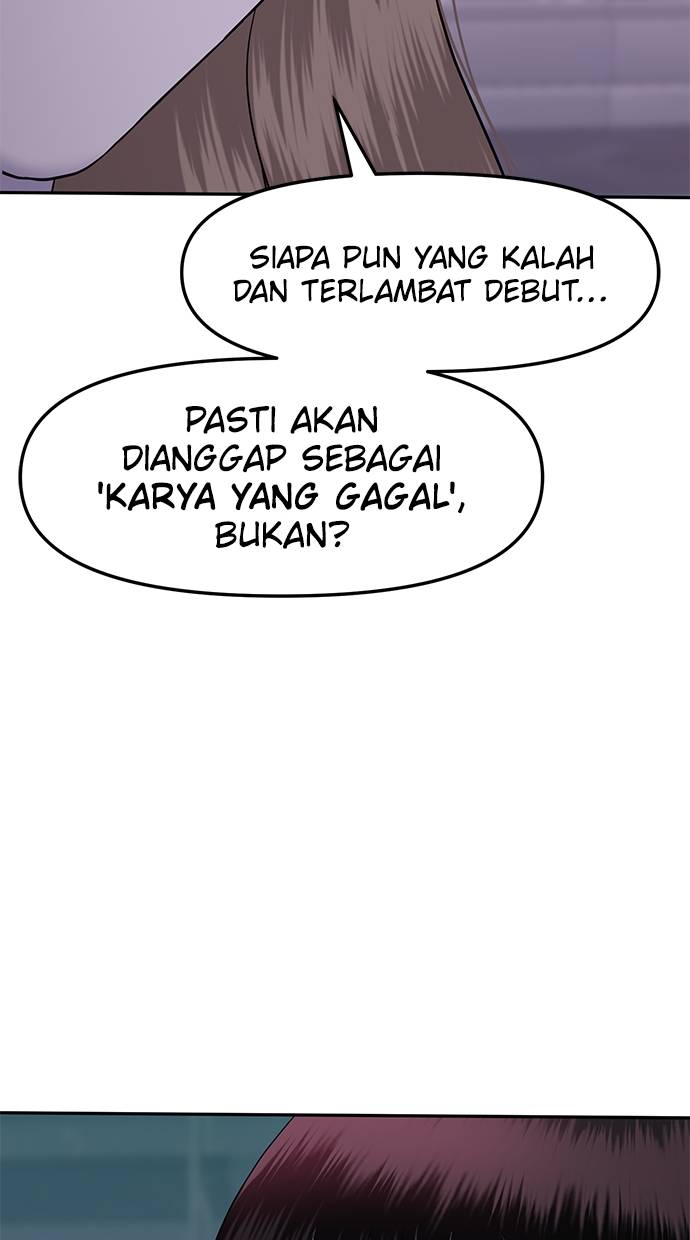 SIAPA PUN YANG KALAH
DAN TERLAMBAT DEBUT...
PASTI AKAN
DIANGGAP SEBAGAI
'KARYA YANG GAGAL',
BUKAN?